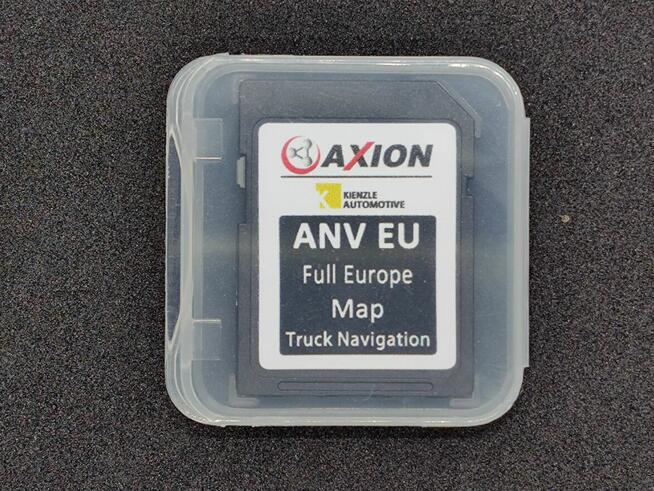 AXION
K
KIENZLE
AUTOMOTIVE
ANV EU
Full Europe
Map
Truck Navigation